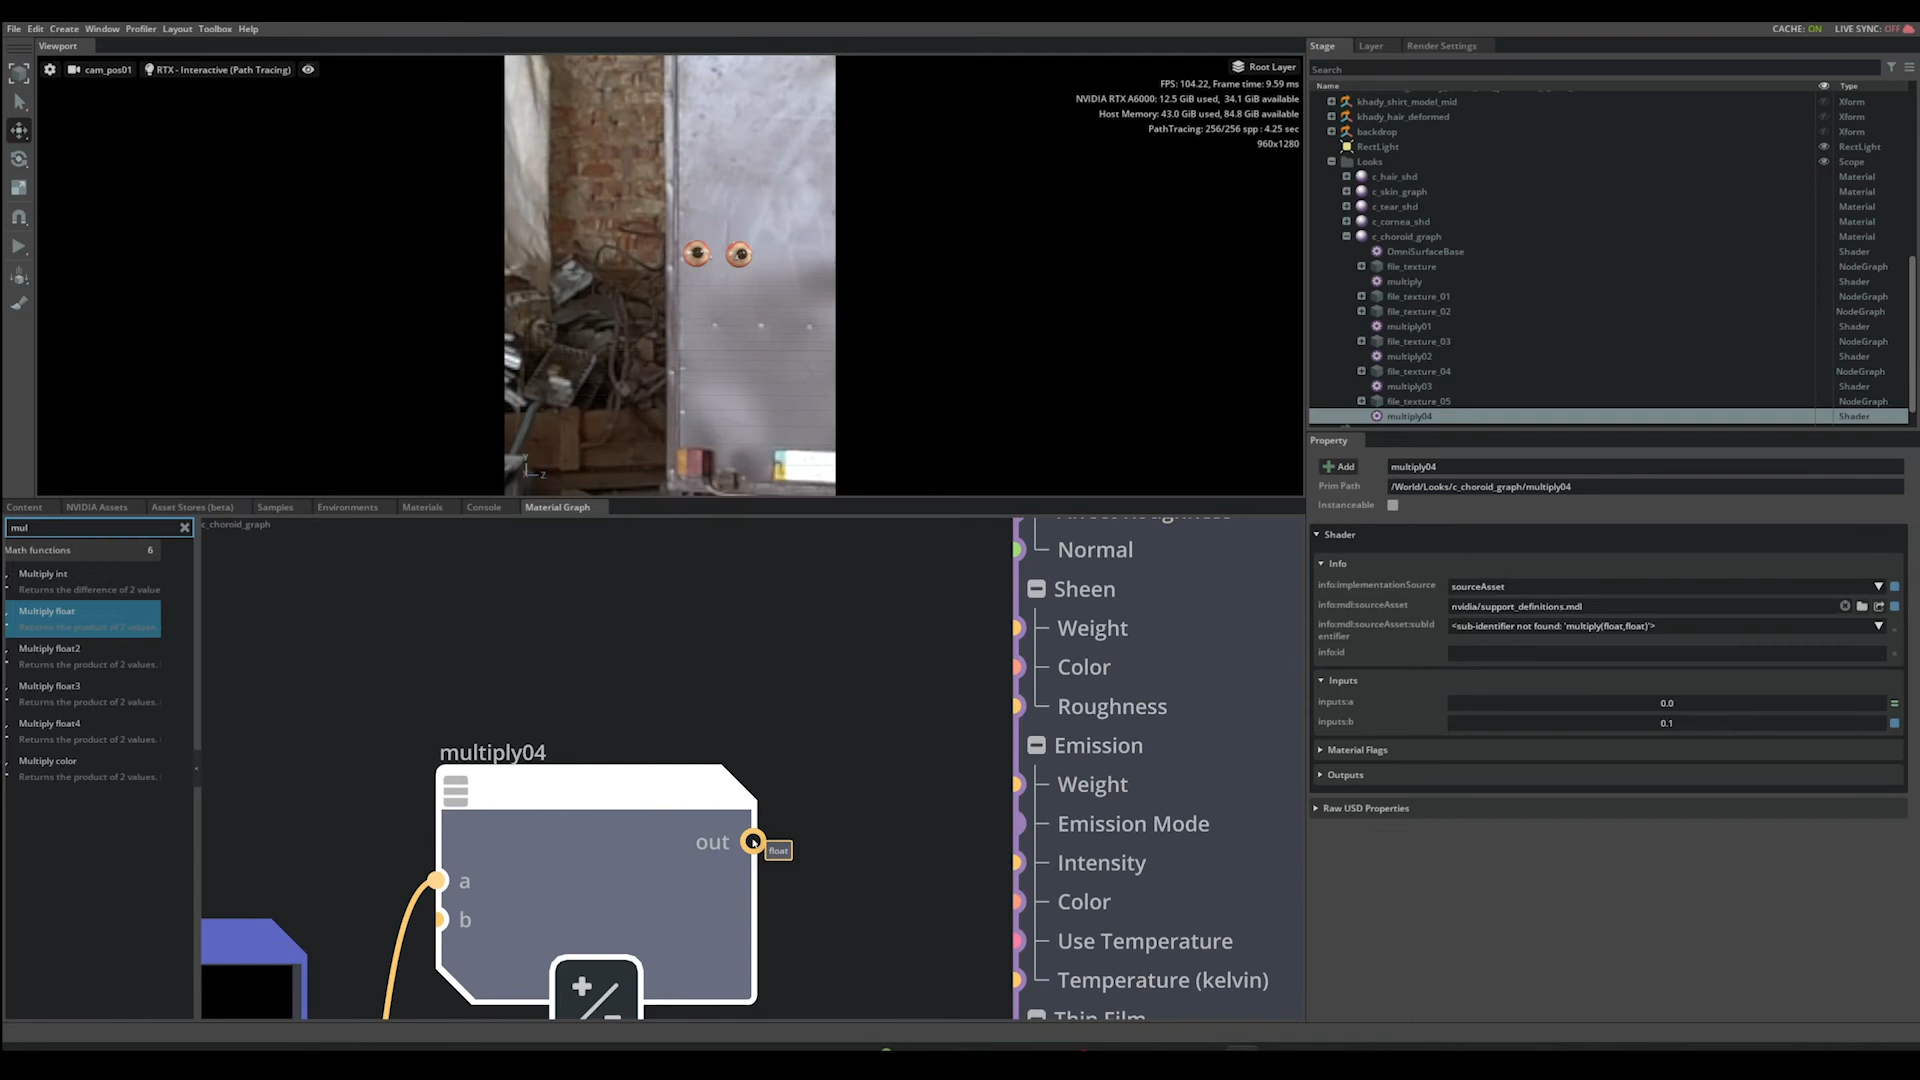 File Edit Create Window Profiler Layout Toolbox Help
CACHE: ON LIVE SYNC: OFF
Viewport
cam_pos01 RTX - Interactive (Path Tracing)
Root Layer
FPS: 104.22, Frame time: 9.59 ms
NVIDIA RTX A6000: 12.5 GiB used, 34.1 GiB available
Host Memory: 43.0 GiB used, 84.8 GiB available
PathTracing: 256/256 spp : 4.25 sec
960x1280
Y
Z
Stage Layer Render Settings
Search
Name Type
khady_shirt_model_mid Xform
khady_hair_deformed Xform
backdrop Xform
RectLight RectLight
Looks Scope
c_hair_shd Material
c_skin_graph Material
c_tear_shd Material
c_cornea_shd Material
c_choroid_graph Material
OmniSurfaceBase Shader
file_texture NodeGraph
multiply Shader
file_texture_01 NodeGraph
file_texture_02 NodeGraph
multiply01 Shader
file_texture_03 NodeGraph
multiply02 Shader
file_texture_04 NodeGraph
multiply03 Shader
file_texture_05 NodeGraph
multiply04 Shader
Property
Add multiply04
Prim Path /World/Looks/c_choroid_graph/multiply04
Instanceable
Shader
Info
info:implementationSource sourceAsset
info:mdl:sourceAsset nvidia/support_definitions.mdl
info:mdl:sourceAsset:subId
entifier <sub-identifier not found: 'multiply(float,float)'>
info:id
Inputs
inputs:a 0.0
inputs:b 0.1
Material Flags
Outputs
Raw USD Properties
Content NVIDIA Assets Asset Stores (beta) Samples Environments Materials Console Material Graph
mul
c_choroid_graph
Math functions 6
Multiply int
Returns the difference of 2 value
Multiply float
Returns the product of 2 values.
Multiply float2
Returns the product of 2 values.
Multiply float3
Returns the product of 2 values.
Multiply float4
Returns the product of 2 values.
Multiply color
Returns the product of 2 values.
multiply04
out
float
a
b
Normal
Sheen
Weight
Color
Roughness
Emission
Weight
Emission Mode
Intensity
Color
Use Temperature
Temperature (kelvin)
Thin Film